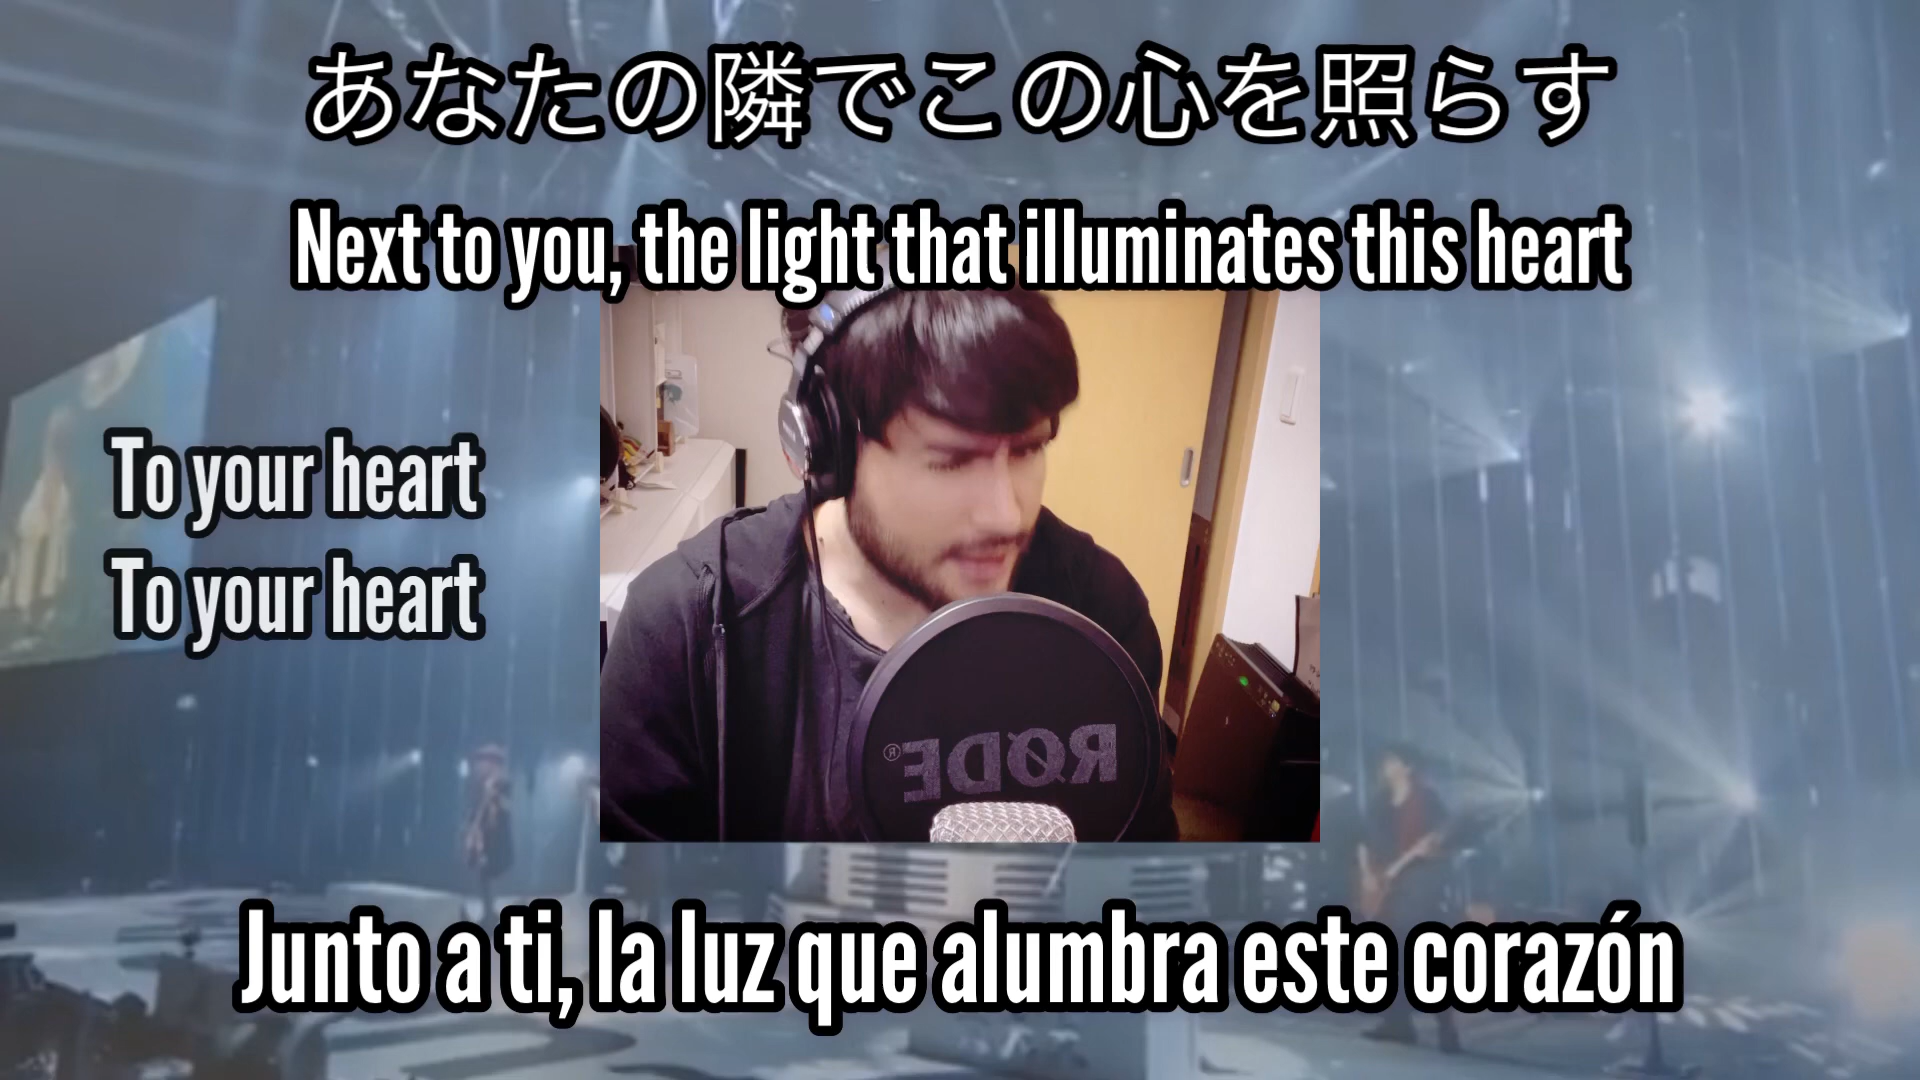 あなたの隣でこの心を照らす
Next to you, the light that illuminates this heart
To your heart
To your heart
RØDE®
Junto a ti, la luz que alumbra este corazón